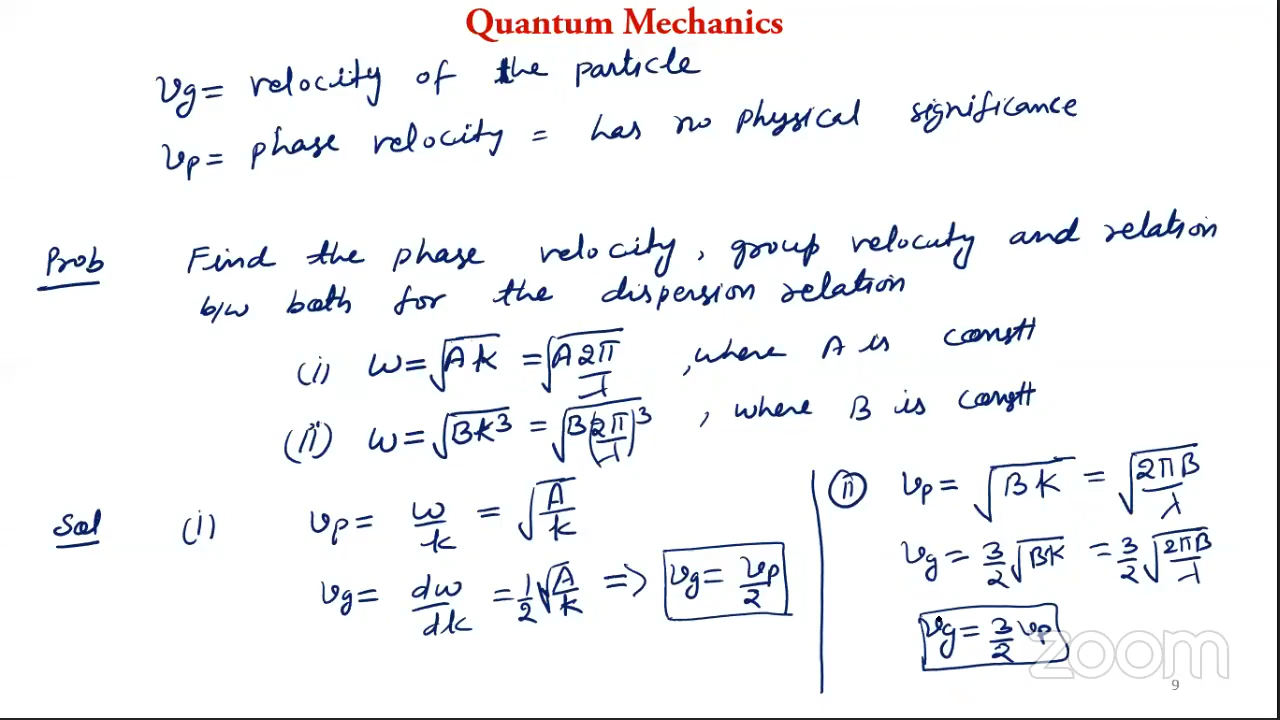 Quantum Mechanics
vg = velocity of the particle
vp = phase velocity = has no physical significance
Prob Find the phase velocity, group velocity and relation
b/w both for the dispersion relation
(i) ω = √(Ak) = √(A 2π/λ) , where A is constt
(ii) ω = √(Bk³) = √(B(2π/λ)³) , where B is constt
Sol (i) vp = ω/k = √(A/k)
vg = dω/dk = 1/2 √(A/k) => vg = vp/2
(ii) vp = √(Bk) = √(2πB/λ)
vg = 3/2 √(Bk) = 3/2 √(2πB/λ)
vg = 3/2 vp
zoom
9